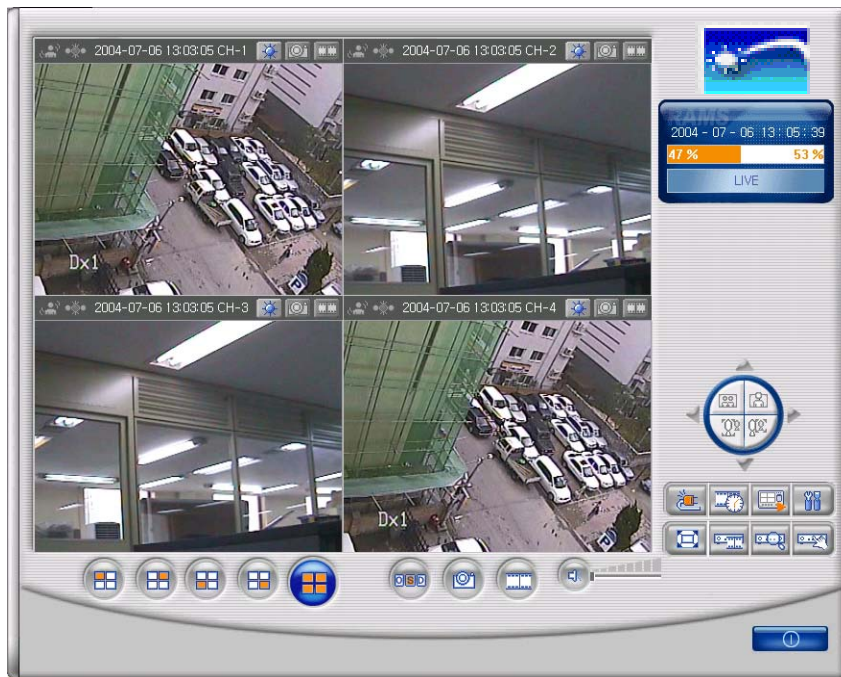 2004-07-06 13:03:05 CH-1
2004-07-06 13:03:05 CH-2
Dx1
2004-07-06 13:03:05 CH-3
2004-07-06 13:03:05 CH-4
Dx1
RAMS
2004 - 07 - 06 13 : 05 : 39
47 % 53 %
LIVE
OSD